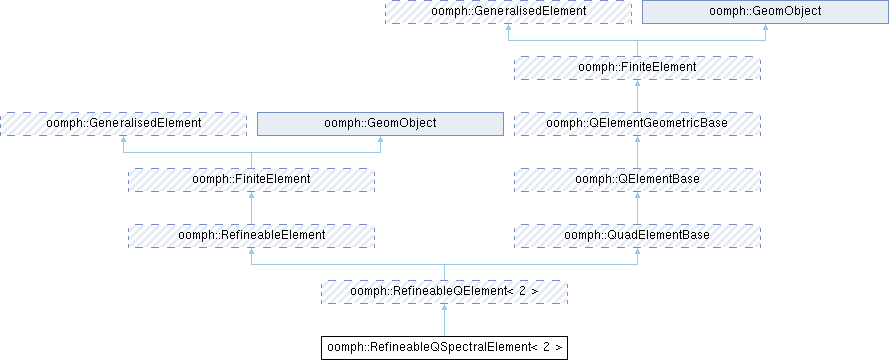 oomph::GeneralisedElement
oomph::GeomObject
oomph::FiniteElement
oomph::GeneralisedElement
oomph::GeomObject
oomph::QElementGeometricBase
oomph::FiniteElement
oomph::QElementBase
oomph::RefineableElement
oomph::QuadElementBase
oomph::RefineableQElement< 2 >
oomph::RefineableQSpectralElement< 2 >